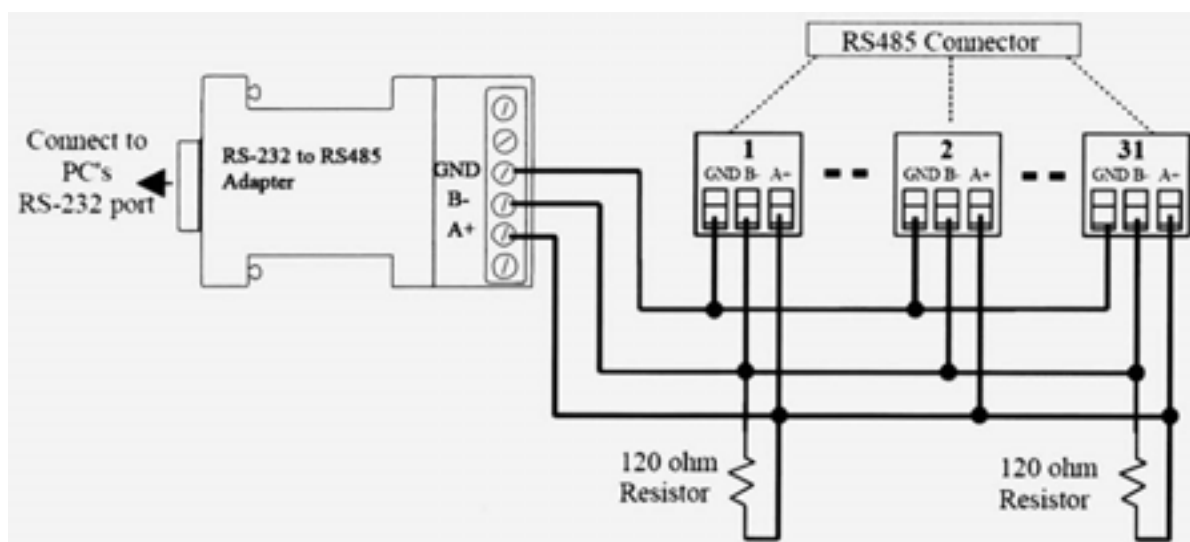 RS485 Connector
Connect to
PC"s
RS-232 port
RS-232 to RS485
Adapter
GND
B-
A+
1
GND B- A+
2
GND B- A+
31
GND B- A+
120 ohm
Resistor
120 ohm
Resistor